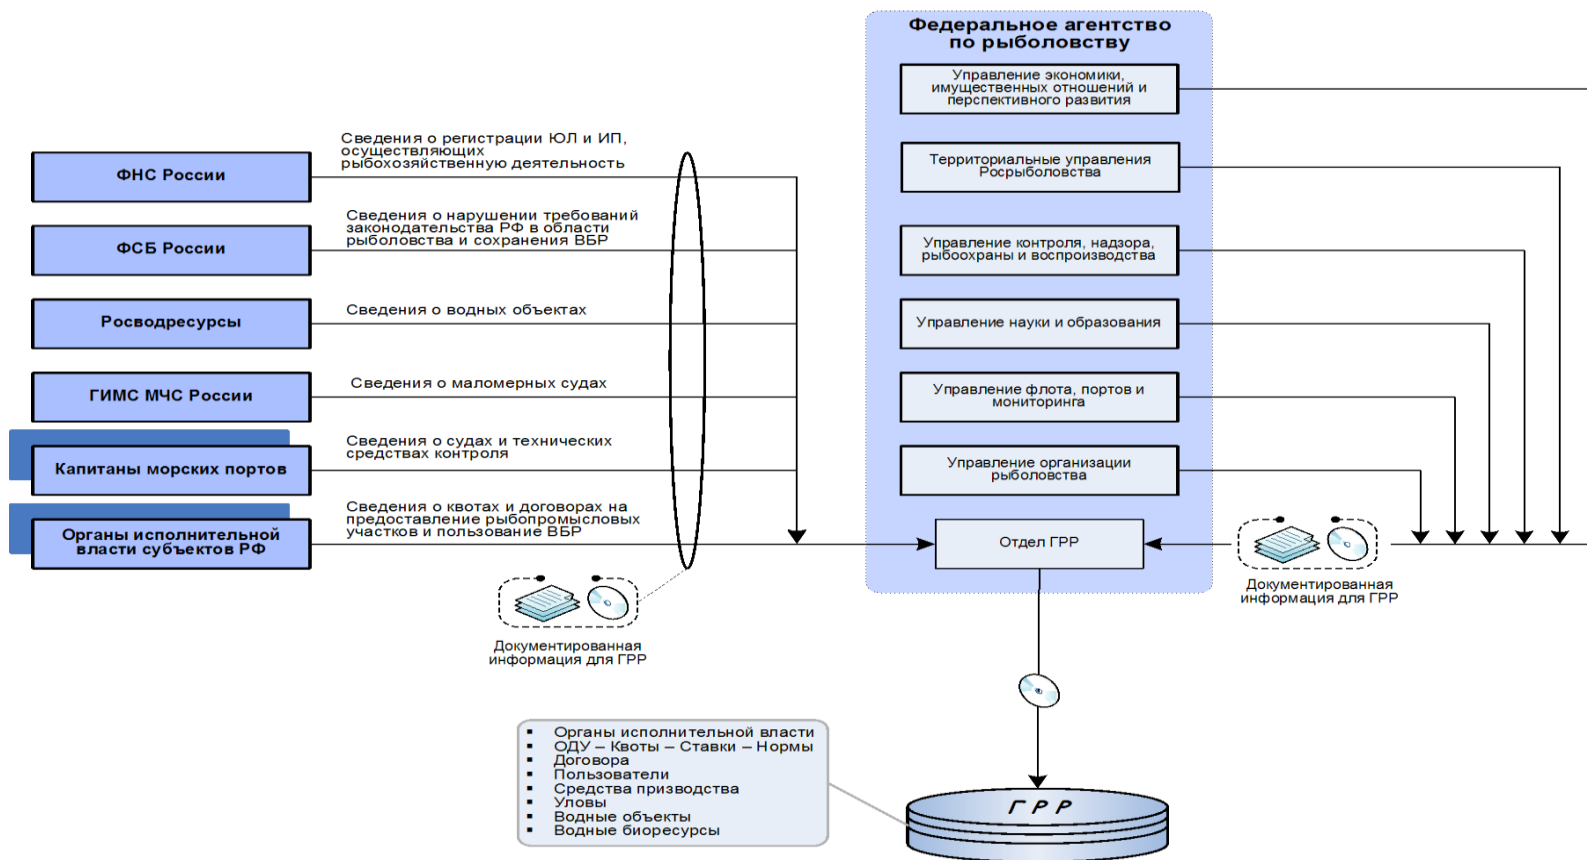 Федеральное агентство
по рыболовству
Управление экономики,
имущественных отношений и
перспективного развития
Территориальные управления
Росрыболовства
Управление контроля, надзора,
рыбоохраны и воспроизводства
Управление науки и образования
Управление флота, портов и
мониторинга
Управление организации
рыболовства
Отдел ГРР
ФНС России
Сведения о регистрации ЮЛ и ИП,
осуществляющих
рыбохозяйственную деятельность
ФСБ России
Сведения о нарушении требований
законодательства РФ в области
рыболовства и сохранения ВБР
Росводресурсы
Сведения о водных объектах
ГИМС МЧС России
Сведения о маломерных судах
Капитаны морских портов
Сведения о судах и технических
средствах контроля
Органы исполнительной
власти субъектов РФ
Сведения о квотах и договорах на
предоставление рыбопромысловых
участков и пользование ВБР
Документированная
информация для ГРР
Документированная
информация для ГРР
▪ Органы исполнительной власти
▪ ОДУ – Квоты – Ставки – Нормы
▪ Договора
▪ Пользователи
▪ Средства призводства
▪ Уловы
▪ Водные объекты
▪ Водные биоресурсы
ГРР